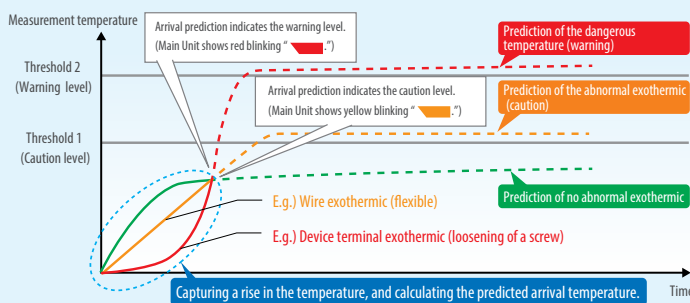 Measurement temperature
Arrival prediction indicates the warning level.
(Main Unit shows red blinking “ .”)
Prediction of the dangerous
temperature (warning)
Threshold 2
(Warning level)
Arrival prediction indicates the caution level.
(Main Unit shows yellow blinking “ .”)
Prediction of the abnormal exothermic
(caution)
Threshold 1
(Caution level)
Prediction of no abnormal exothermic
E.g.) Wire exothermic (flexible)
E.g.) Device terminal exothermic (loosening of a screw)
Capturing a rise in the temperature, and calculating the predicted arrival temperature.
Time